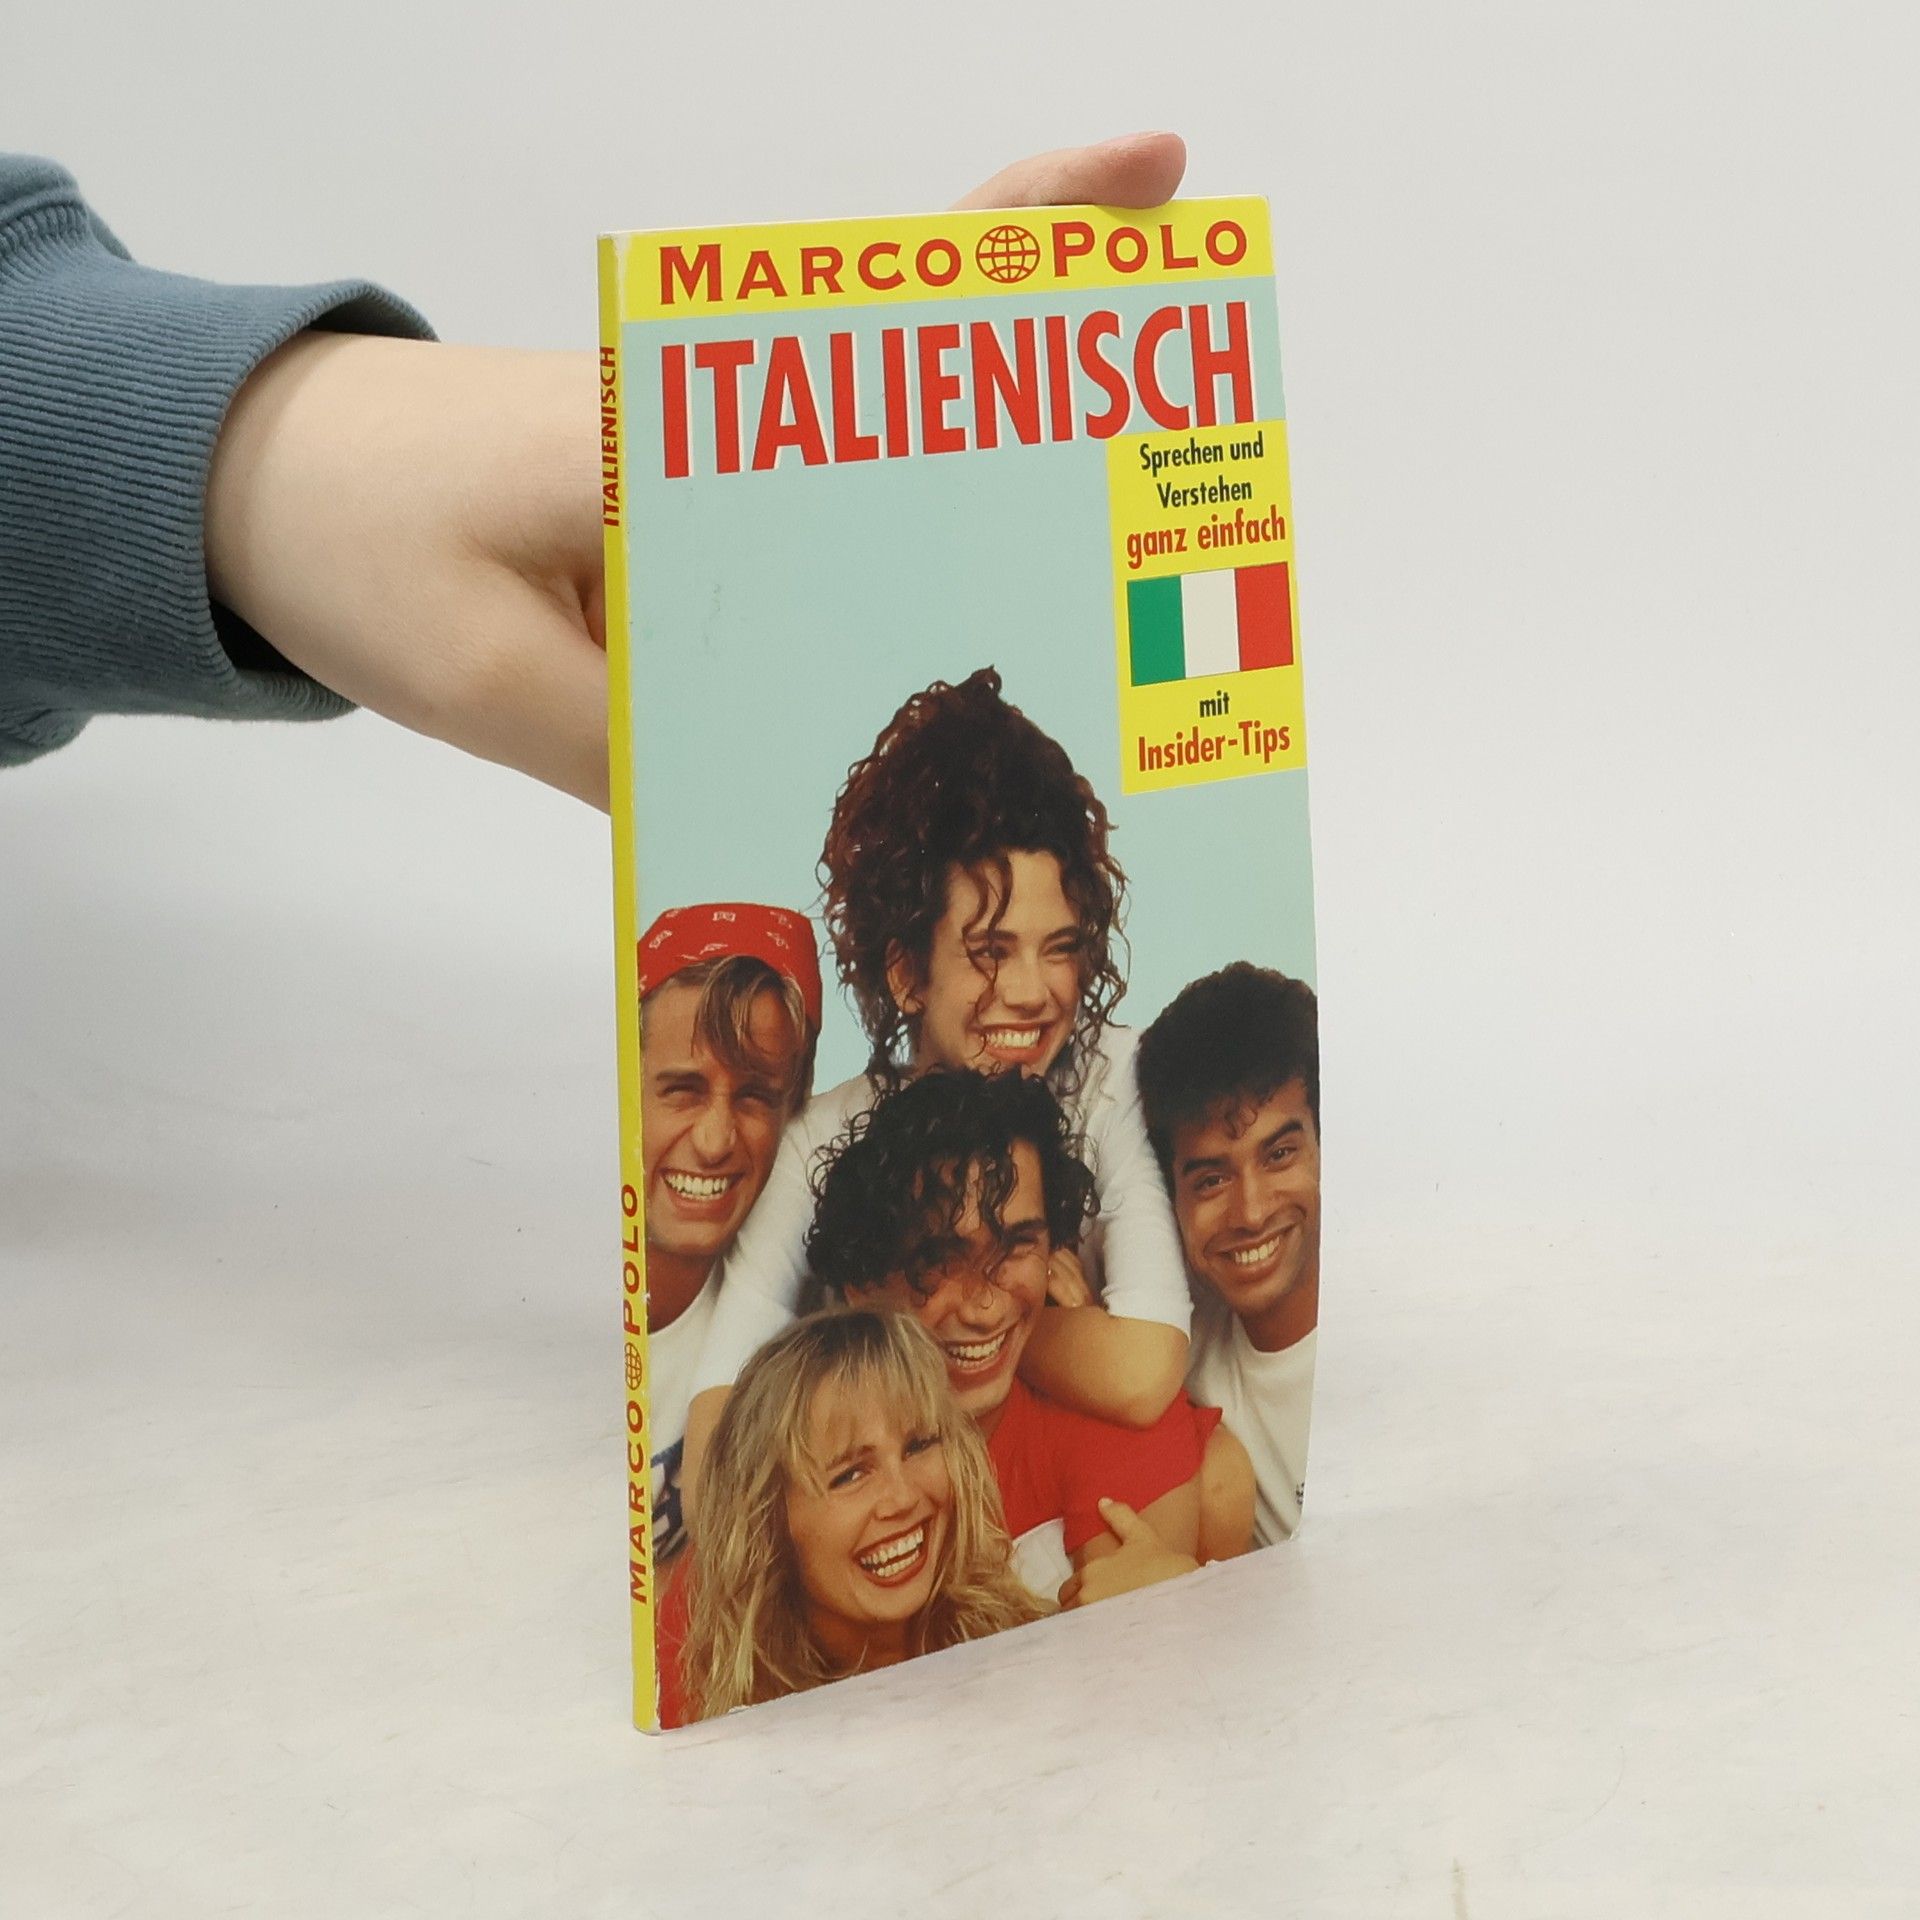 MARCO POLO
ITALIENISCH
Sprechen und
Verstehen
ganz einfach
mit
Insider-Tips
ITALIENISCH
MARCO POLO